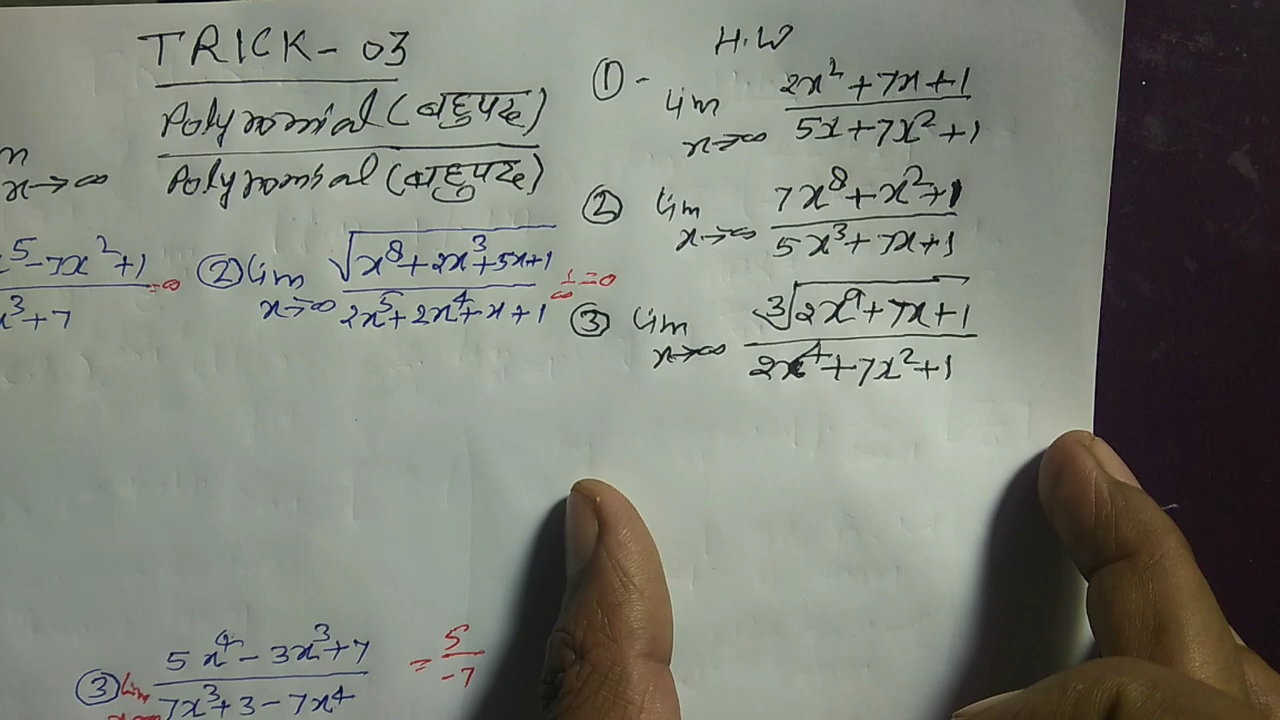 TRICK-03
Polynomial (बहुपद)
Polynomial (बहुपद)
x→∞
5-7x²+1
x³+7
② lim x→∞ √(x⁸+2x³+5x+1) / 2x⁵+2x⁴+x+1
1/∞=0
③ lim 5x⁴-3x³+7 / 7x³+3-7x⁴ = 5/-7
H.W
①- lim x→∞ 2x²+7x+1 / 5x+7x²+1
② lim x→∞ 7x⁸+x²+1 / 5x³+7x+1
③ lim x→∞ ³√(2x⁹+7x+1) / 2x⁴+7x²+1